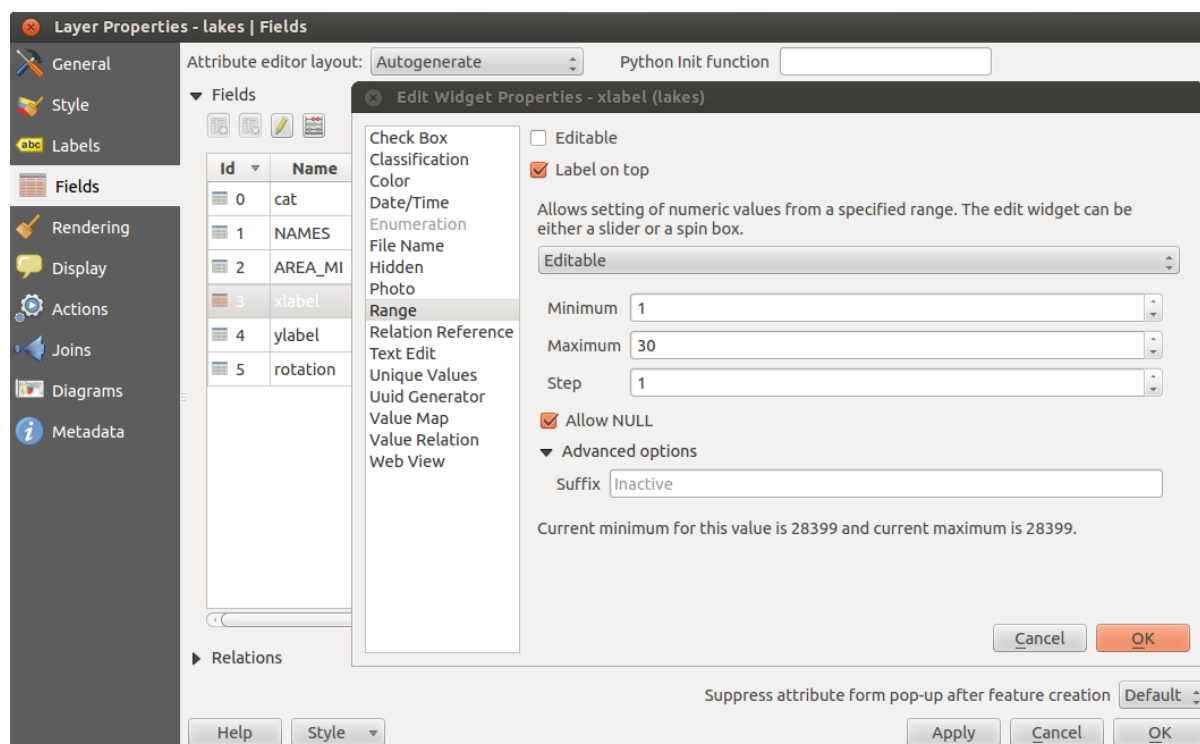 Layer Properties - lakes | Fields
General
Style
Labels
Fields
Rendering
Display
Actions
Joins
Diagrams
Metadata
abc
i
Attribute editor layout: Autogenerate Python Init function
Fields
Id Name
0 cat
1 NAMES
2 AREA_MI
3 xlabel
4 ylabel
5 rotation
Relations
Edit Widget Properties - xlabel (lakes)
Check Box
Classification
Color
Date/Time
Enumeration
File Name
Hidden
Photo
Range
Relation Reference
Text Edit
Unique Values
Uuid Generator
Value Map
Value Relation
Web View
Editable
Label on top
Allows setting of numeric values from a specified range. The edit widget can be
either a slider or a spin box.
Editable
Minimum 1
Maximum 30
Step 1
Allow NULL
Advanced options
Suffix Inactive
Current minimum for this value is 28399 and current maximum is 28399.
Cancel OK
Suppress attribute form pop-up after feature creation Default
Help Style Apply Cancel OK